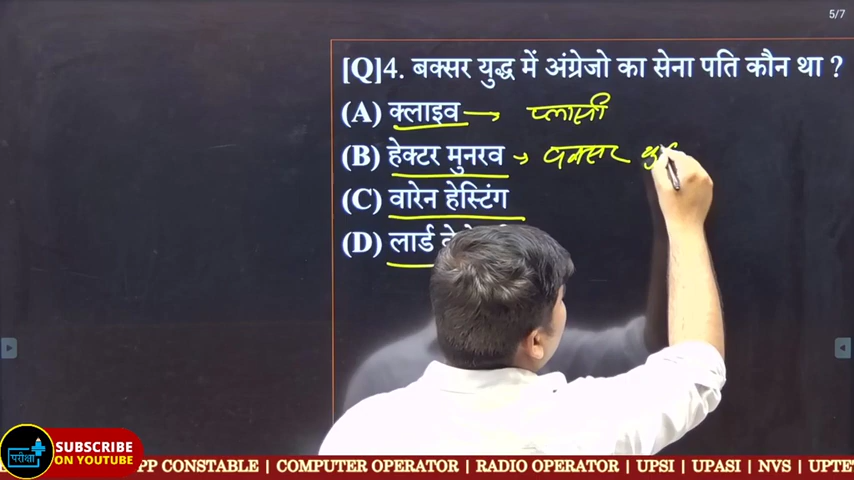 5/7
[Q]4. बक्सर युद्ध में अंग्रेजो का सेना पति कौन था ?
(A) क्लाइव → प्लासी
(B) हेक्टर मुनरव → बक्सर
(C) वारेन हेस्टिंग
(D) लार्ड
परीक्षा
SUBSCRIBE
ON YOUTUBE
PP CONSTABLE | COMPUTER OPERATOR | RADIO OPERATOR | UPSI | UPASI | NVS | UPTET